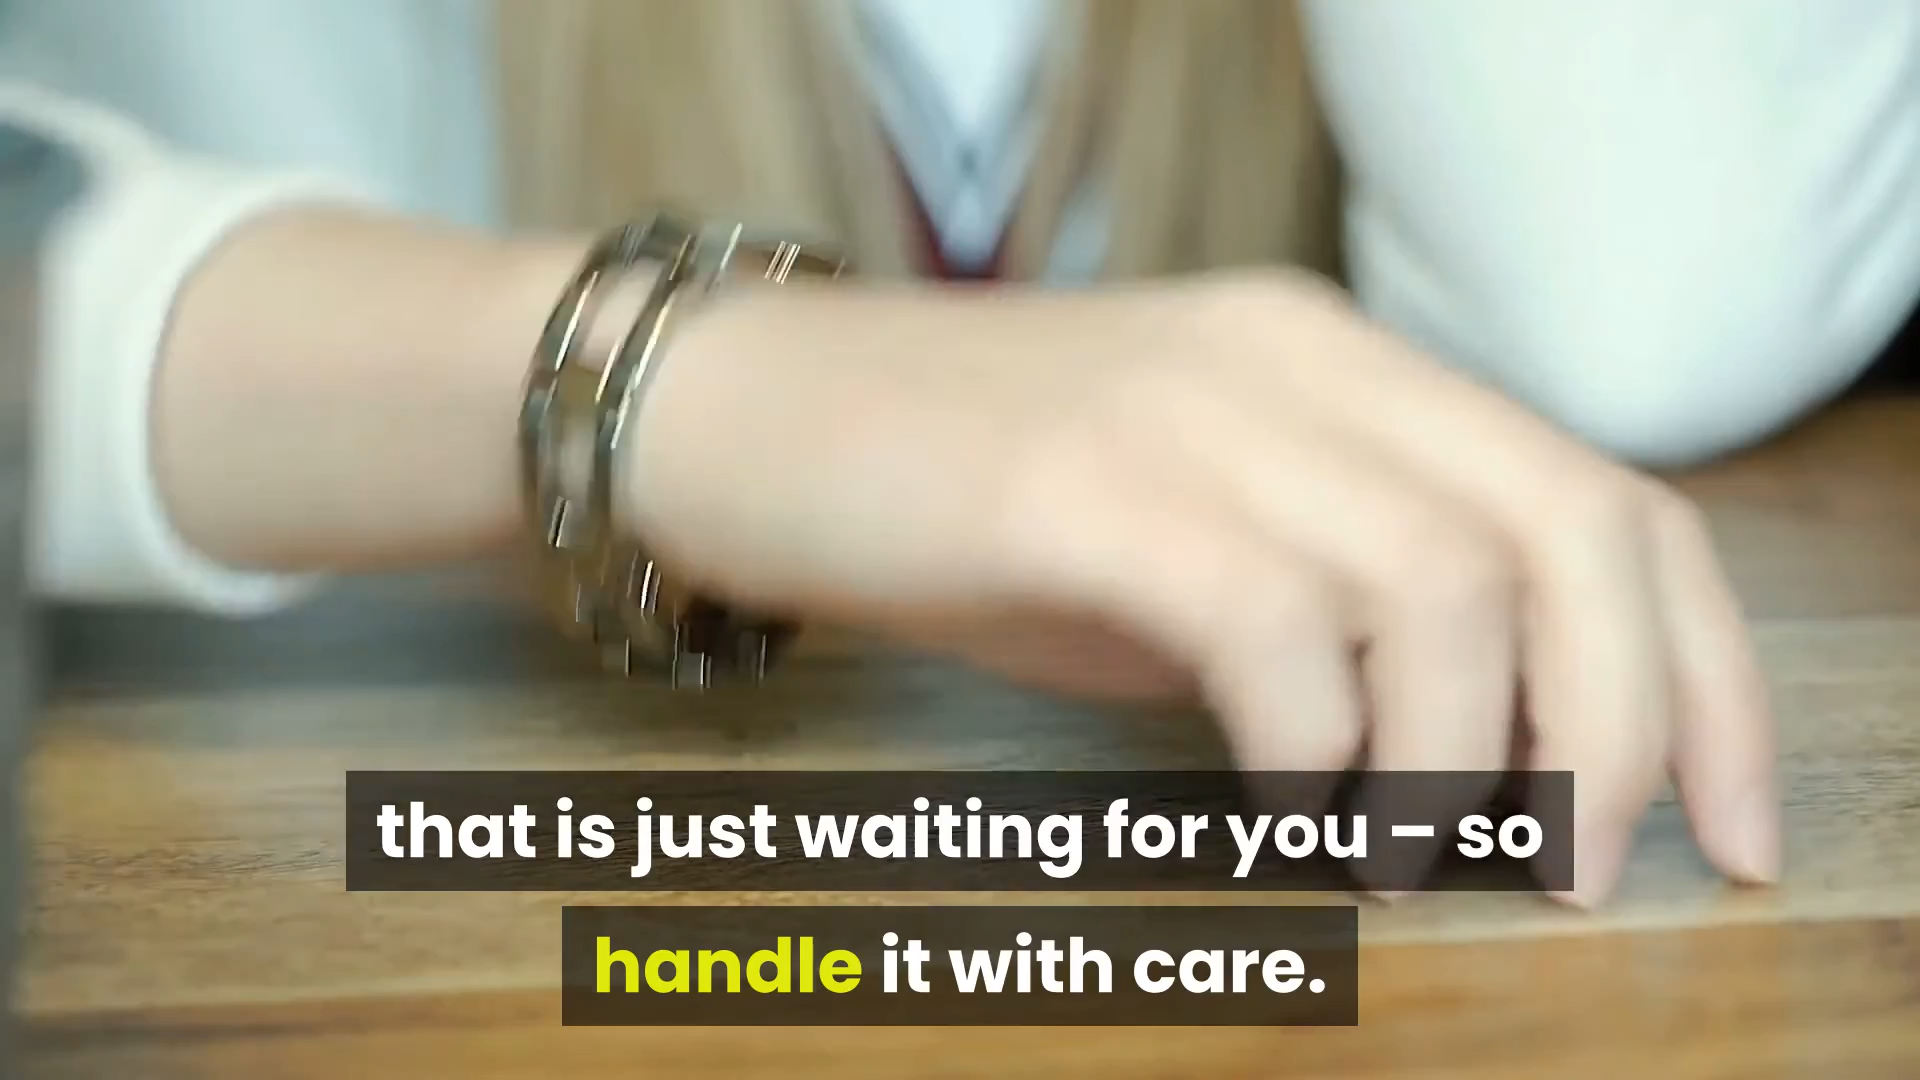 that is just waiting for you – so
handle it with care.